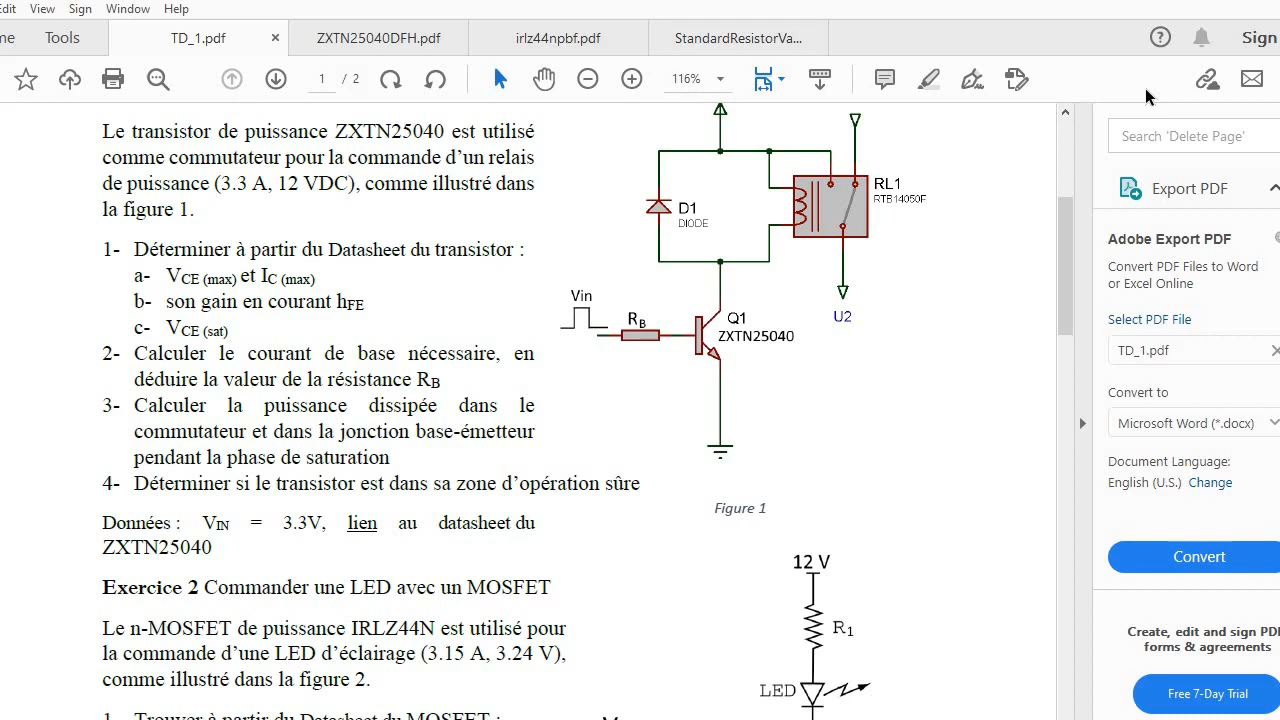 Edit View Sign Window Help
me Tools TD_1.pdf × ZXTN25040DFH.pdf irlz44npbf.pdf StandardResistorVa... Sign
1 / 2 116%
Le transistor de puissance ZXTN25040 est utilisé
comme commutateur pour la commande d’un relais
de puissance (3.3 A, 12 VDC), comme illustré dans
la figure 1.
1- Déterminer à partir du Datasheet du transistor :
a- VCE (max) et IC (max)
b- son gain en courant hFE
c- VCE (sat)
2- Calculer le courant de base nécessaire, en
déduire la valeur de la résistance RB
3- Calculer la puissance dissipée dans le
commutateur et dans la jonction base-émetteur
pendant la phase de saturation
4- Déterminer si le transistor est dans sa zone d’opération sûre
Données : VIN = 3.3V, lien au datasheet du
ZXTN25040
Exercice 2 Commander une LED avec un MOSFET
Le n-MOSFET de puissance IRLZ44N est utilisé pour
la commande d’une LED d’éclairage (3.15 A, 3.24 V),
comme illustré dans la figure 2.
1- Trouver à partir du Datasheet du MOSFET :
D1
DIODE
RL1
RTB14050F
Vin
RB
Q1
ZXTN25040
U2
Figure 1
12 V
R1
LED
Search 'Delete Page'
Export PDF
Adobe Export PDF
Convert PDF Files to Word
or Excel Online
Select PDF File
TD_1.pdf ×
Convert to
Microsoft Word (*.docx)
Document Language:
English (U.S.) Change
Convert
Create, edit and sign PDF
forms & agreements
Free 7-Day Trial